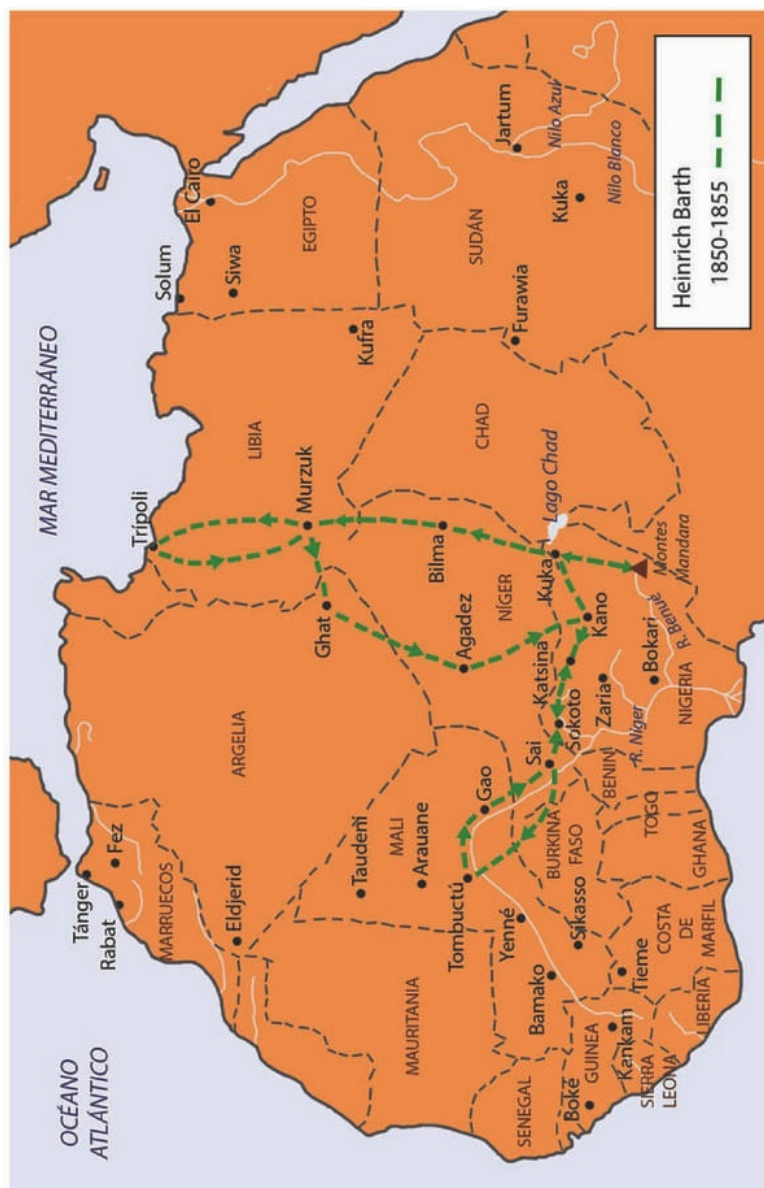 OCÉANO
ATLÁNTICO
MAR MEDITERRÁNEO
Tánger
Rabat
Fez
MARRUECOS
Eldjerid
ARGELIA
Trípoli
LIBIA
Murzuk
Ghat
Kufra
Solum
Siwa
El Cairo
EGIPTO
MAURITANIA
Taudeni
MALI
Arauane
Tombuctú
Gao
Agadez
NÍGER
Bilma
CHAD
Lago Chad
Furawia
SUDÁN
Jartum
Nilo Azul
Nilo Blanco
Kuka
SENEGAL
Yenné
Bamako
Sikasso
BURKINA
FASO
Sai
Sokoto
Katsina
Kano
Kuka
Zaria
Bokari
R. Níger
R. Benue
Montes
Mandara
NIGERIA
BENIN
TOGO
GHANA
COSTA
DE
MARFIL
Tieme
LIBERIA
Kankam
GUINEA
Boké
SIERRA
LEONA
Heinrich Barth
1850-1855